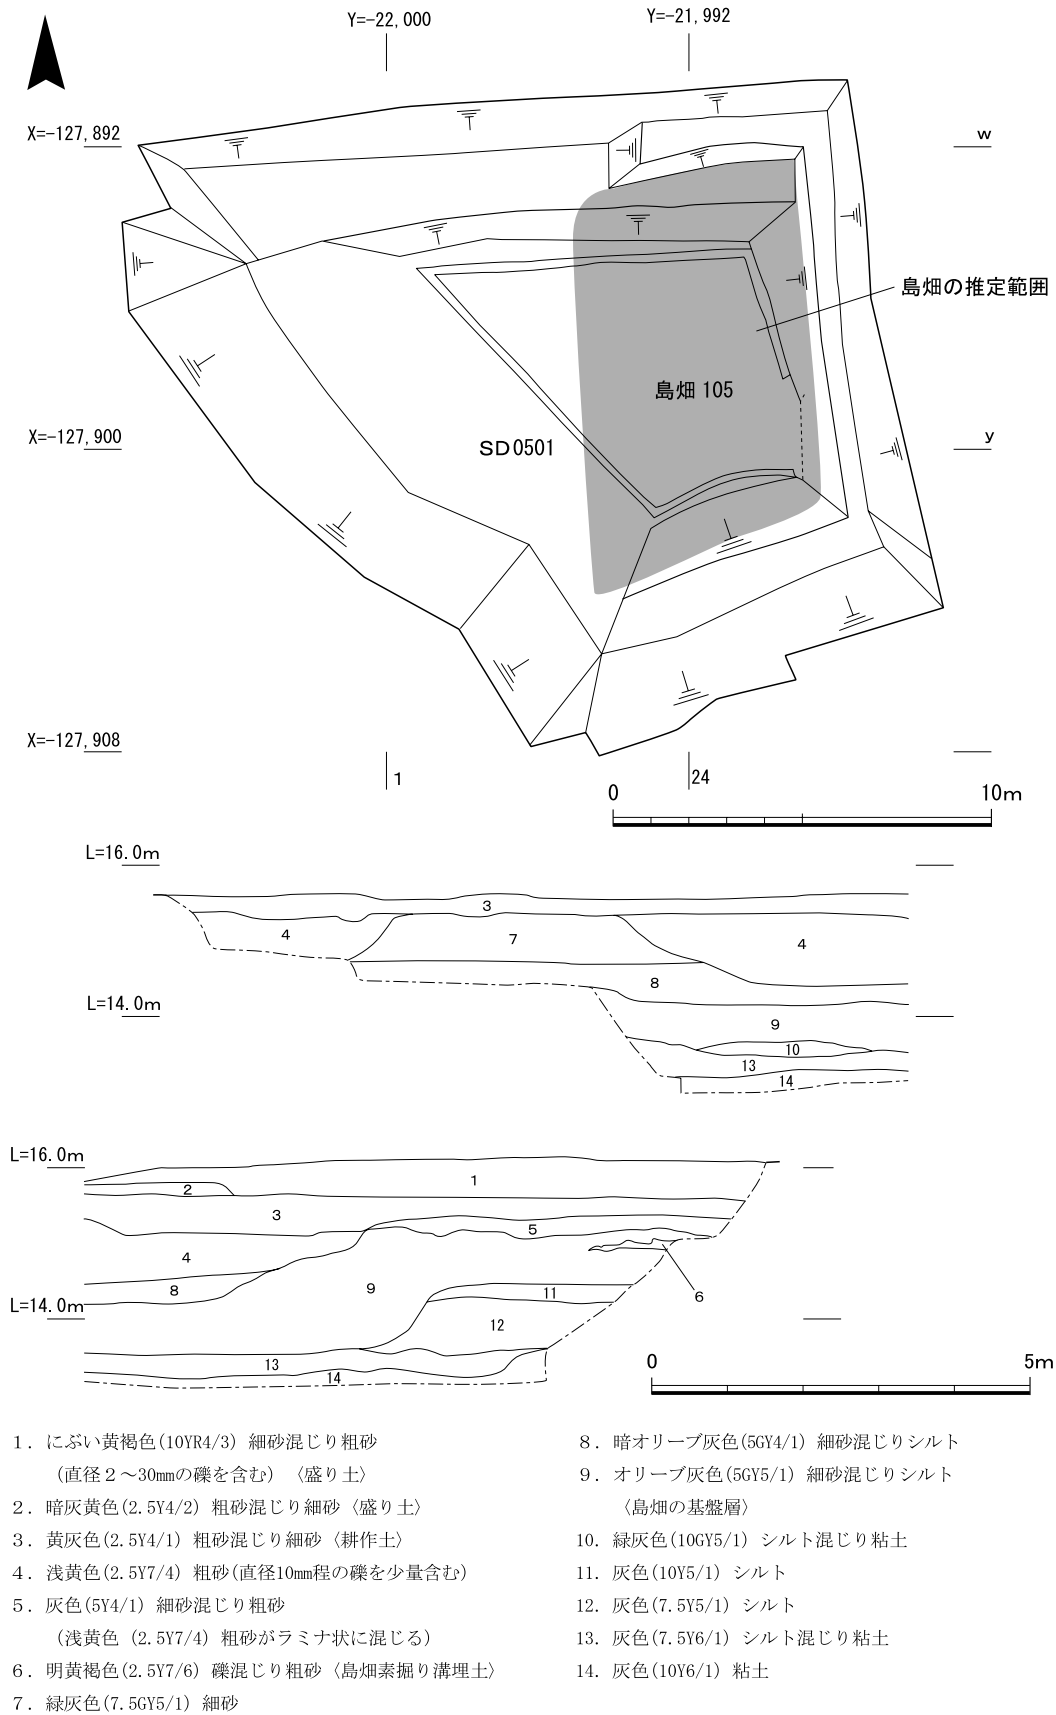 Y=-22,000
Y=-21,992
X=-127,892
w
島畑の推定範囲
島畑 105
X=-127,900
SD0501
y
X=-127,908
1
24
0
10m
L=16.0m
3
4
7
4
8
L=14.0m
9
10
13
14
L=16.0m
1
2
3
5
4
8
9
11
6
L=14.0m
12
13
14
0
5m
1．にぶい黄褐色(10YR4/3) 細砂混じり粗砂
（直径２～30mmの礫を含む）〈盛り土〉
2．暗灰黄色(2.5Y4/2) 粗砂混じり細砂〈盛り土〉
3．黄灰色(2.5Y4/1) 粗砂混じり細砂〈耕作土〉
4．浅黄色(2.5Y7/4) 粗砂(直径10mm程の礫を少量含む)
5．灰色(5Y4/1) 細砂混じり粗砂
（浅黄色（2.5Y7/4）粗砂がラミナ状に混じる）
6．明黄褐色(2.5Y7/6) 礫混じり粗砂〈島畑素掘り溝埋土〉
7．緑灰色(7.5GY5/1) 細砂
8．暗オリーブ灰色(5GY4/1) 細砂混じりシルト
9．オリーブ灰色(5GY5/1) 細砂混じりシルト
〈島畑の基盤層〉
10．緑灰色(10GY5/1) シルト混じり粘土
11．灰色(10Y5/1) シルト
12．灰色(7.5Y5/1) シルト
13．灰色(7.5Y6/1) シルト混じり粘土
14．灰色(10Y6/1) 粘土